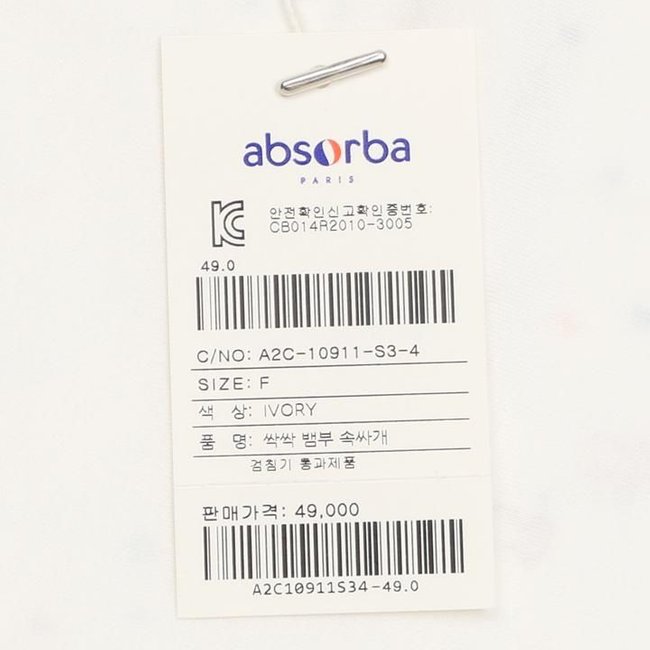 absorba
PARIS
안전확인신고확인증번호:
CB014R2010-3005
49.0
C/NO: A2C-10911-S3-4
SIZE: F
색 상: IVORY
품 명: 싹싹 뱀부 속싸개
검침기 통과제품
판매가격: 49,000
A2C10911S34-49.0